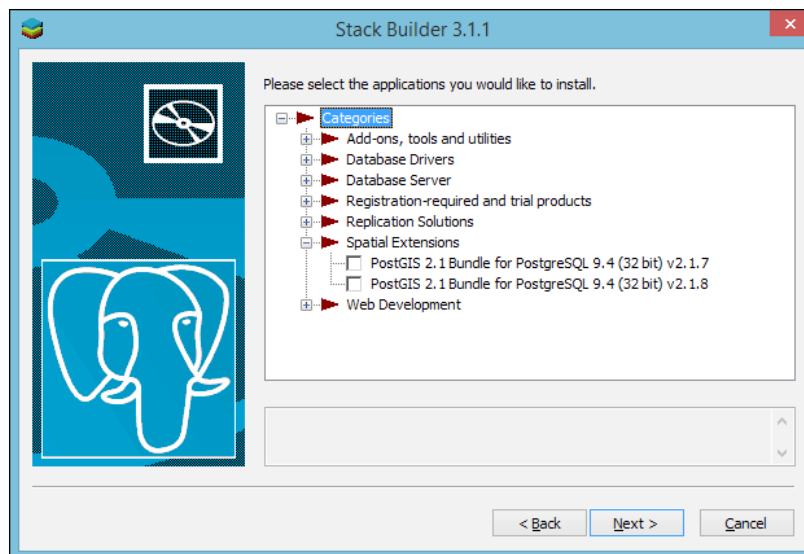 Stack Builder 3.1.1
Please select the applications you would like to install.
Categories
Add-ons, tools and utilities
Database Drivers
Database Server
Registration-required and trial products
Replication Solutions
Spatial Extensions
PostGIS 2.1 Bundle for PostgreSQL 9.4 (32 bit) v2.1.7
PostGIS 2.1 Bundle for PostgreSQL 9.4 (32 bit) v2.1.8
Web Development
< Back
Next >
Cancel